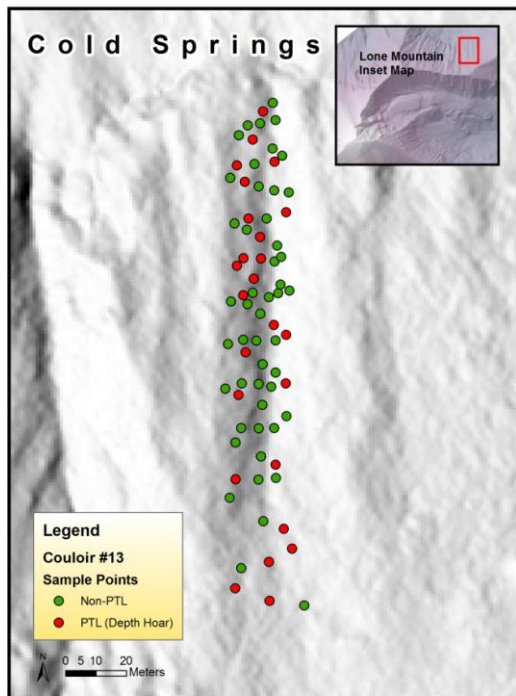 Cold Springs
Lone Mountain
Inset Map
Legend
Couloir #13
Sample Points
Non-PTL
PTL (Depth Hoar)
N
0 5 10 20
Meters